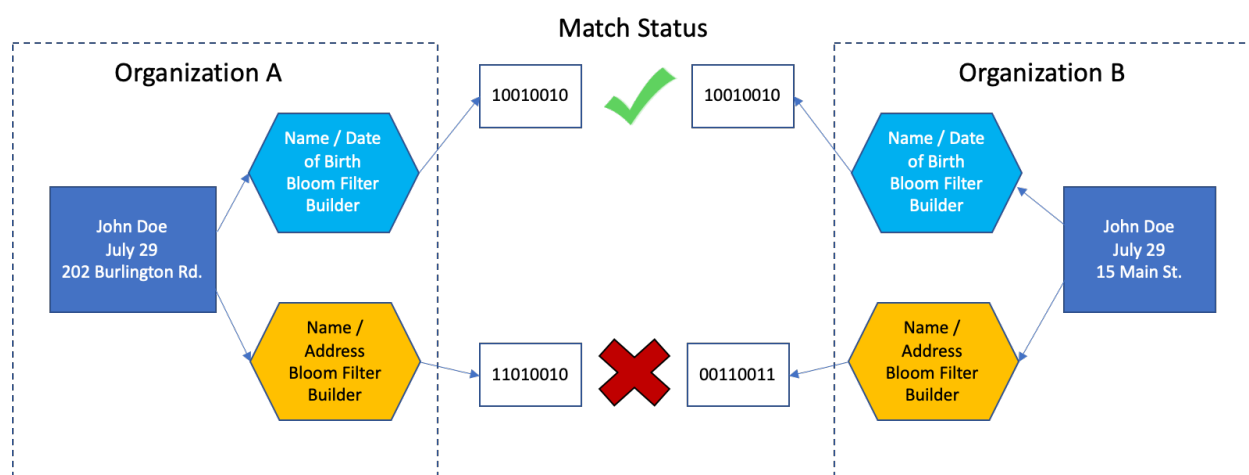 Match Status
Organization A
Organization B
10010010
10010010
Name / Date
of Birth
Bloom Filter
Builder
Name / Date
of Birth
Bloom Filter
Builder
John Doe
July 29
202 Burlington Rd.
John Doe
July 29
15 Main St.
Name /
Address
Bloom Filter
Builder
11010010
00110011
Name /
Address
Bloom Filter
Builder